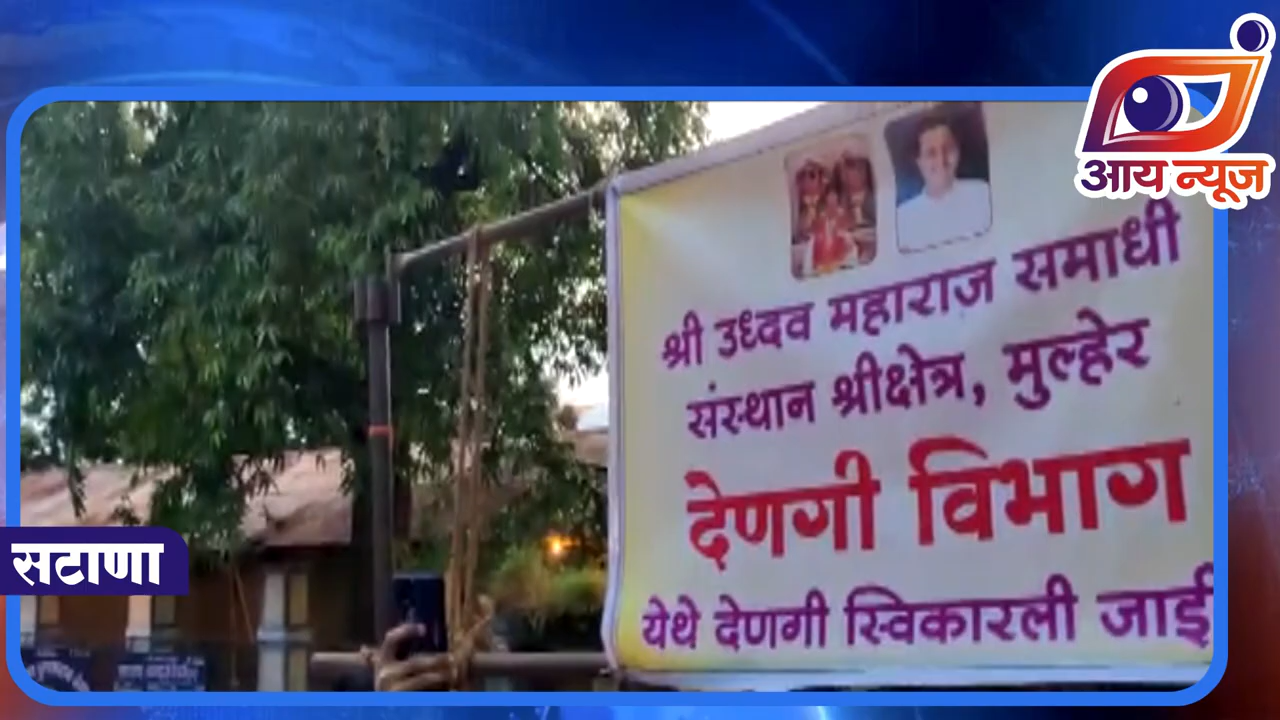 आय न्यूज
श्री उध्दव महाराज समाधी
संस्थान श्रीक्षेत्र, मुल्हेर
देणगी विभाग
येथे देणगी स्विकारली जाई
सटाणा